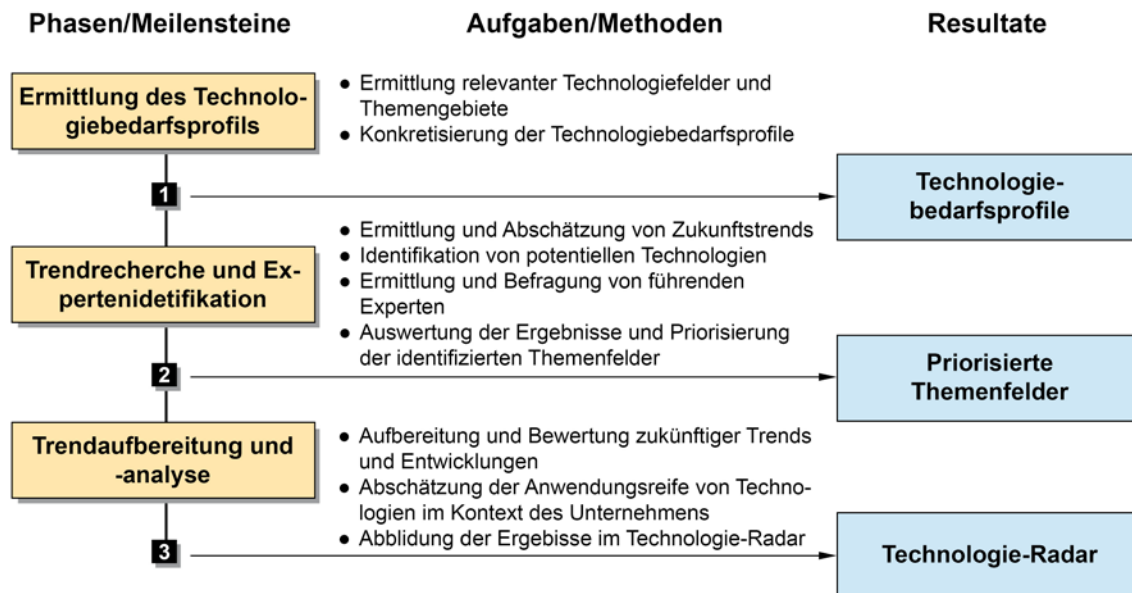 Phasen/Meilensteine
Aufgaben/Methoden
Resultate
Ermittlung des Technolo-
giebedarfsprofils
● Ermittlung relevanter Technologiefelder und
Themengebiete
● Konkretisierung der Technologiebedarfsprofile
1
Technologie-
bedarfsprofile
Trendrecherche und Ex-
pertenidetifikation
● Ermittlung und Abschätzung von Zukunftstrends
● Identifikation von potentiellen Technologien
● Ermittlung und Befragung von führenden
Experten
● Auswertung der Ergebnisse und Priorisierung
der identifizierten Themenfelder
2
Priorisierte
Themenfelder
Trendaufbereitung und
-analyse
● Aufbereitung und Bewertung zukünftiger Trends
und Entwicklungen
● Abschätzung der Anwendungsreife von Techno-
logien im Kontext des Unternehmens
● Abblidung der Ergebisse im Technologie-Radar
3
Technologie-Radar